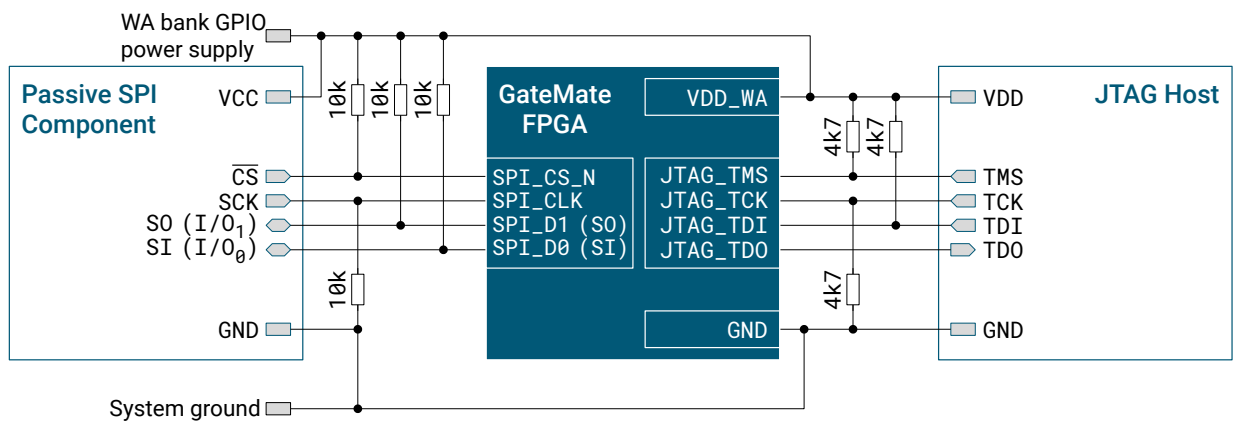 WA bank GPIO
power supply
Passive SPI
Component
VCC
CS
SCK
SO (I/O₁)
SI (I/O₀)
GND
System ground
10k
10k
10k
10k
GateMate
FPGA
VDD_WA
SPI_CS_N
SPI_CLK
SPI_D1 (SO)
SPI_D0 (SI)
JTAG_TMS
JTAG_TCK
JTAG_TDI
JTAG_TDO
GND
4k7
4k7
4k7
JTAG Host
VDD
TMS
TCK
TDI
TDO
GND